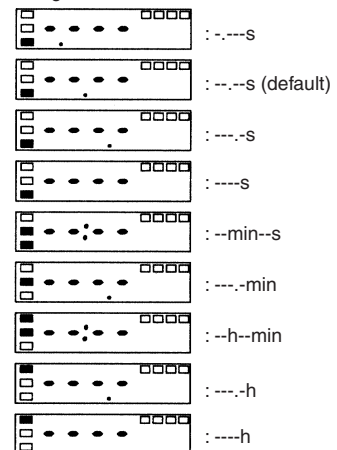 : -.---s
: --.--s (default)
: ---.-s
: ----s
: --min--s
: ---.-min
: --h--min
: ---.-h
: ----h